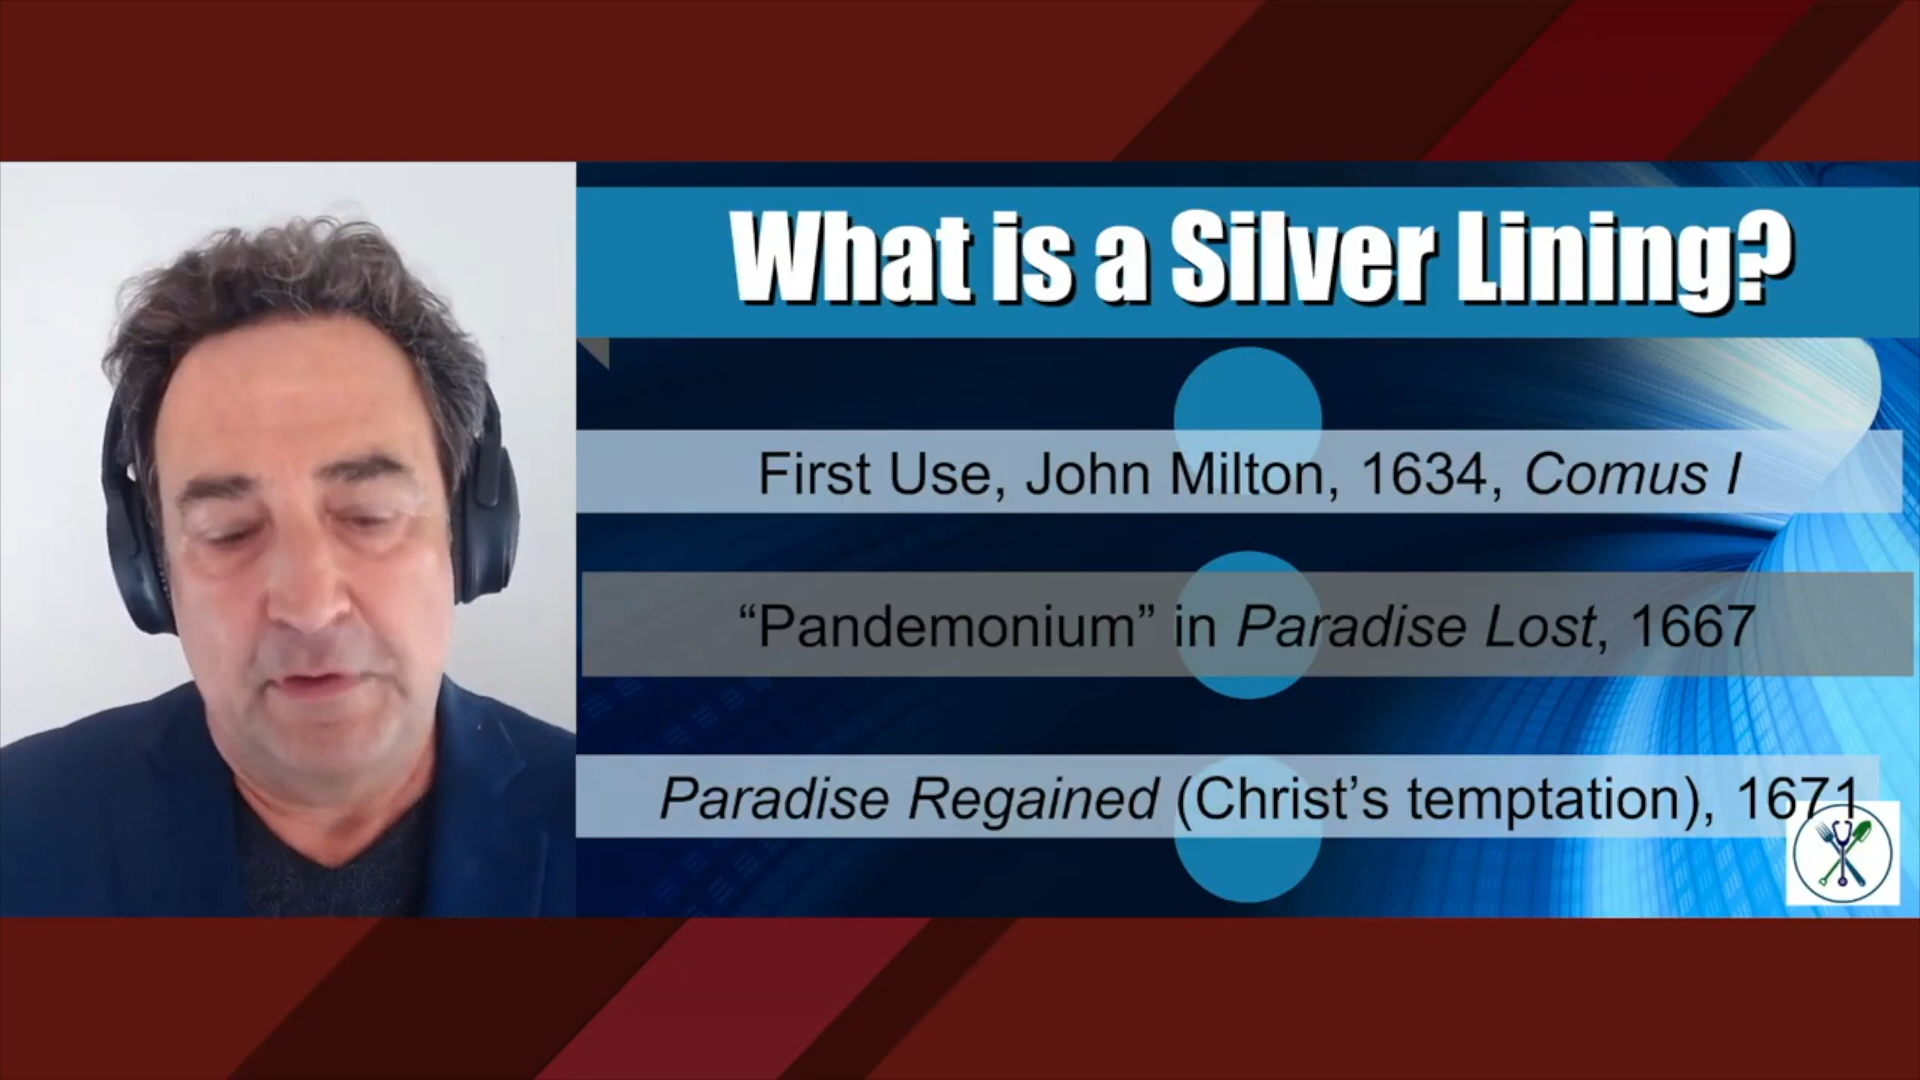 What is a Silver Lining?
First Use, John Milton, 1634, Comus I
“Pandemonium” in Paradise Lost, 1667
Paradise Regained (Christ’s temptation), 1671